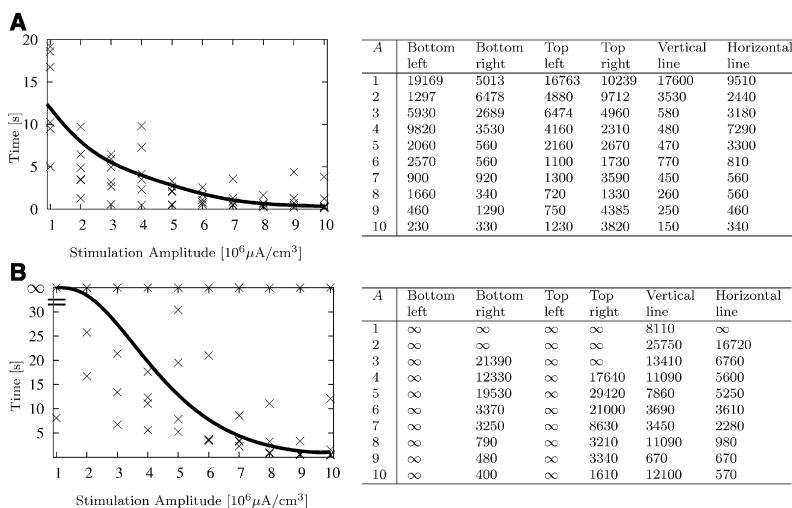 A
20
15
10
5
0
Time [s]
1 2 3 4 5 6 7 8 9 10
Stimulation Amplitude [10⁶μA/cm³]
A Bottom left Bottom right Top left Top right Vertical line Horizontal line
1 19169 5013 16763 10239 17600 9510
2 1297 6478 4880 9712 3530 2440
3 5930 2689 6474 4960 580 3180
4 9820 3530 4160 2310 480 7290
5 2060 560 2160 2670 470 3300
6 2570 560 1100 1730 770 810
7 900 920 1300 3590 450 560
8 1660 340 720 1330 260 560
9 460 1290 750 4385 250 460
10 230 330 1230 3820 150 340
B
∞
30
25
20
15
10
5
Time [s]
1 2 3 4 5 6 7 8 9 10
Stimulation Amplitude [10⁶μA/cm³]
A Bottom left Bottom right Top left Top right Vertical line Horizontal line
1 ∞ ∞ ∞ ∞ 8110 ∞
2 ∞ ∞ ∞ ∞ 25750 16720
3 ∞ 21390 ∞ ∞ 13410 6760
4 ∞ 12330 ∞ 17640 11090 5600
5 ∞ 19530 ∞ 29420 7860 5250
6 ∞ 3370 ∞ 21000 3690 3610
7 ∞ 3250 ∞ 8630 3450 2280
8 ∞ 790 ∞ 3210 11090 980
9 ∞ 480 ∞ 3340 670 670
10 ∞ 400 ∞ 1610 12100 570